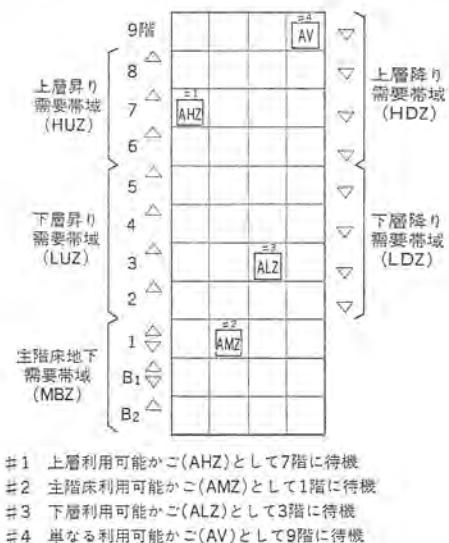 9階
8
7
6
5
4
3
2
1
B1
B2
上層昇り
需要帯域
(HUZ)
下層昇り
需要帯域
(LUZ)
主階床地下
需要帯域
(MBZ)
#4
AV
#1
AHZ
#3
ALZ
#2
AMZ
上層降り
需要帯域
(HDZ)
下層降り
需要帯域
(LDZ)
#1 上層利用可能かご(AHZ)として7階に待機
#2 主階床利用可能かご(AMZ)として1階に待機
#3 下層利用可能かご(ALZ)として3階に待機
#4 単なる利用可能かご(AV)として9階に待機